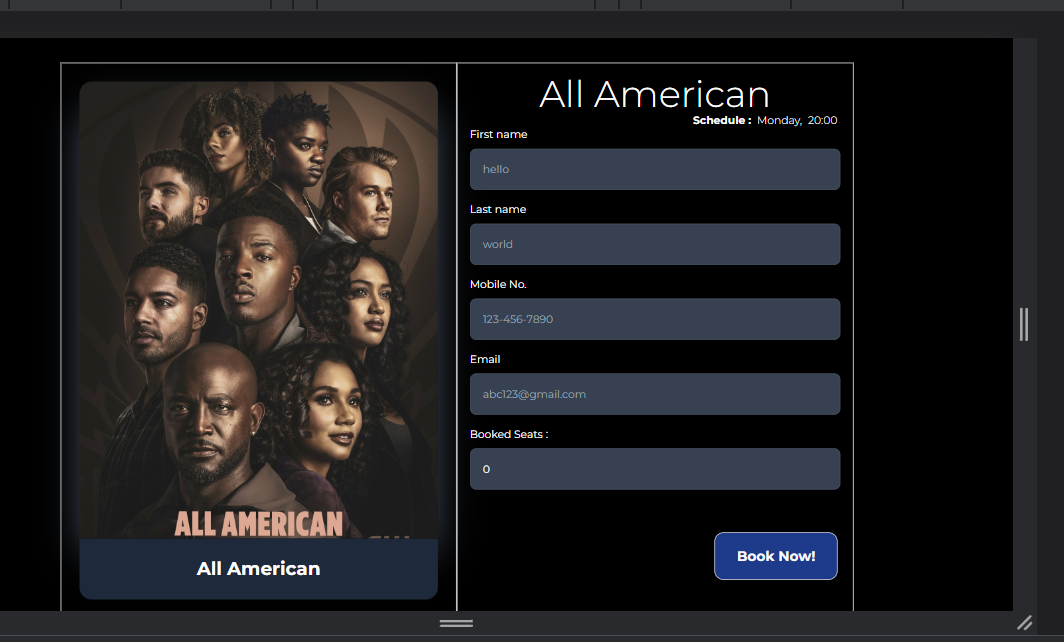 All American
Schedule : Monday, 20:00
First name
hello
Last name
world
Mobile No.
123-456-7890
Email
abc123@gmail.com
Booked Seats :
0
Book Now!
ALL AMERICAN
All American